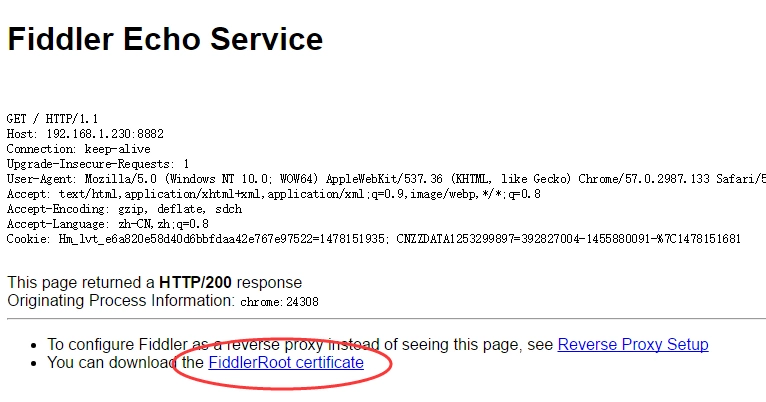 Fiddler Echo Service
GET / HTTP/1.1
Host: 192.168.1.230:8882
Connection: keep-alive
Upgrade-Insecure-Requests: 1
User-Agent: Mozilla/5.0 (Windows NT 10.0; WOW64) AppleWebKit/537.36 (KHTML, like Gecko) Chrome/57.0.2987.133 Safari/5
Accept: text/html,application/xhtml+xml,application/xml;q=0.9,image/webp,*/*;q=0.8
Accept-Encoding: gzip, deflate, sdch
Accept-Language: zh-CN,zh;q=0.8
Cookie: Hm_lvt_e6a820e58d40d6bbfdaa42e767e97522=1478151935; CNZZDATA1253299897=392827004-1455880091-%7C1478151681
This page returned a HTTP/200 response
Originating Process Information: chrome:24308
• To configure Fiddler as a reverse proxy instead of seeing this page, see Reverse Proxy Setup
• You can download the FiddlerRoot certificate